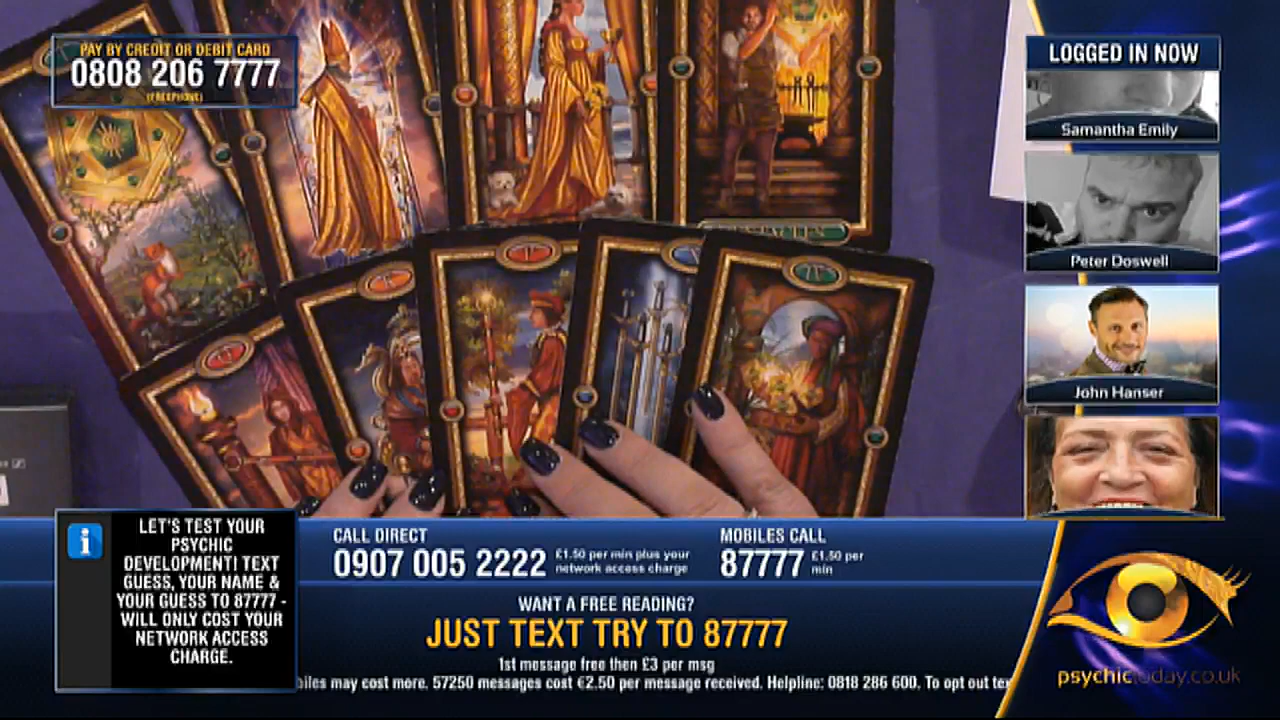 PAY BY CREDIT OR DEBIT CARD
0808 206 7777
(FREEPHONE)
LOGGED IN NOW
Samantha Emily
Peter Doswell
John Hanser
LET'S TEST YOUR
PSYCHIC
DEVELOPMENT! TEXT
GUESS, YOUR NAME &
YOUR GUESS TO 87777 -
WILL ONLY COST YOUR
NETWORK ACCESS
CHARGE.
CALL DIRECT
0907 005 2222 £1.50 per min plus your
network access charge
MOBILES CALL
87777 £1.50 per
min
WANT A FREE READING?
JUST TEXT TRY TO 87777
1st message free then £3 per msg
biles may cost more. 57250 messages cost €2.50 per message received. Helpline: 0818 286 600. To opt out tex
psychictoday.co.uk